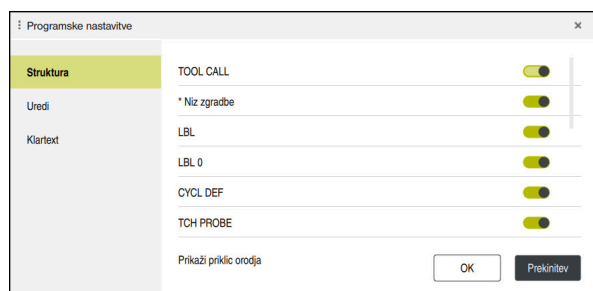 Programske nastavitve
Struktura
Uredi
Klartext
TOOL CALL
* Niz zgradbe
LBL
LBL 0
CYCL DEF
TCH PROBE
Prikaži priklic orodja
OK
Prekinitev